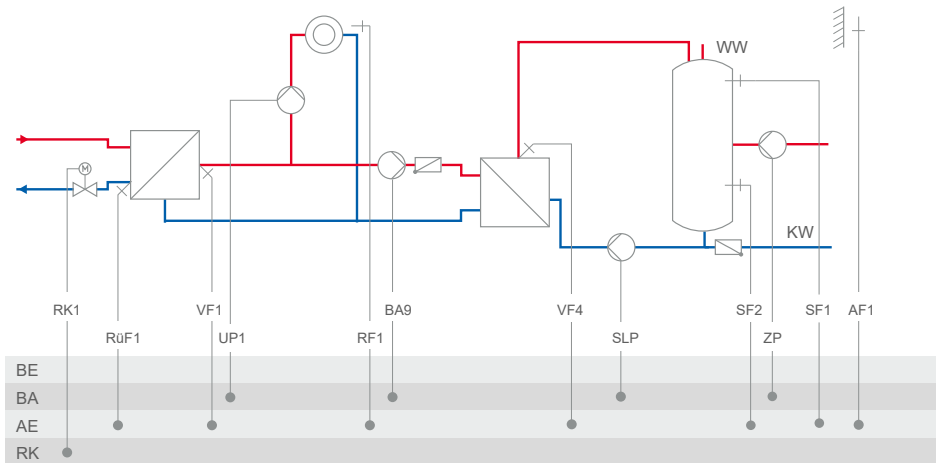 WW
M
KW
RK1 VF1 BA9 VF4 SF2 SF1 AF1
RüF1 UP1 RF1 SLP ZP
BE
BA
AE
RK